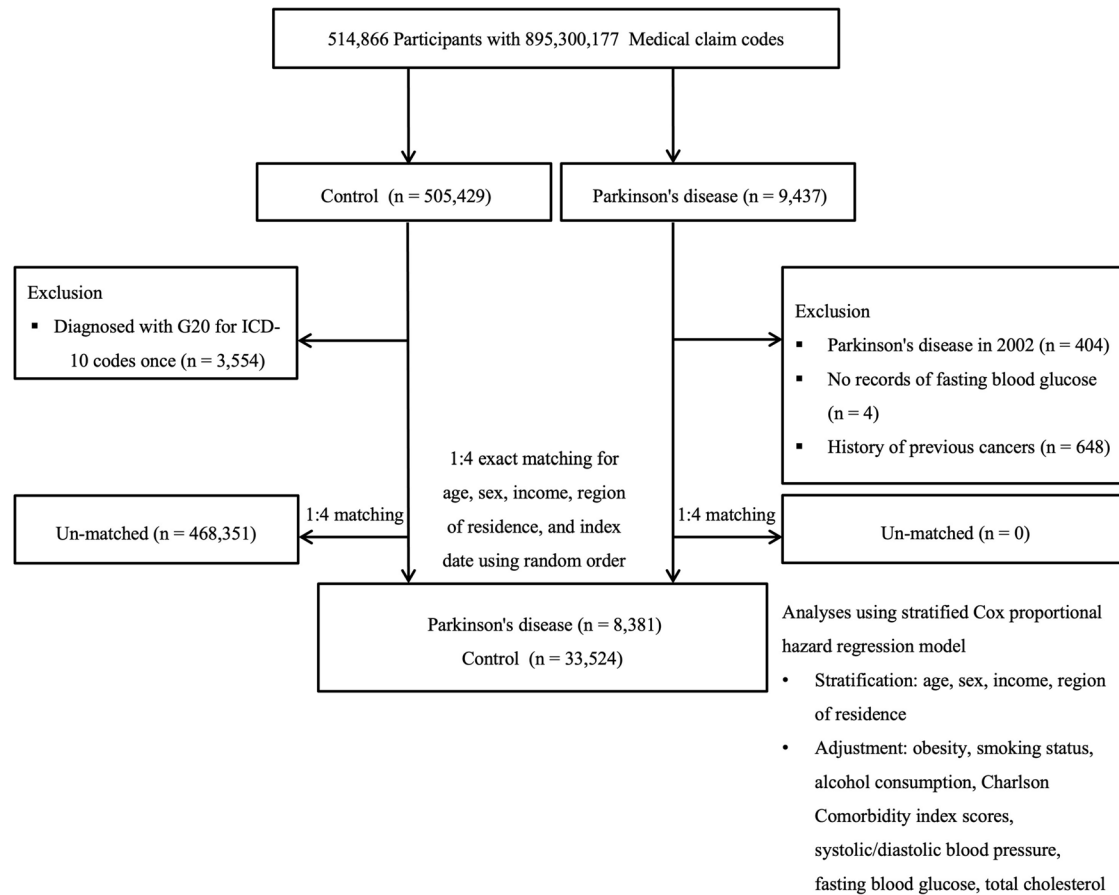 514,866 Participants with 895,300,177 Medical claim codes
Control (n = 505,429)
Parkinson's disease (n = 9,437)
Exclusion
▪ Diagnosed with G20 for ICD-
10 codes once (n = 3,554)
Exclusion
▪ Parkinson's disease in 2002 (n = 404)
▪ No records of fasting blood glucose
(n = 4)
▪ History of previous cancers (n = 648)
1:4 exact matching for
age, sex, income, region
of residence, and index
date using random order
Un-matched (n = 468,351)
1:4 matching
1:4 matching
Un-matched (n = 0)
Parkinson's disease (n = 8,381)
Control (n = 33,524)
Analyses using stratified Cox proportional
hazard regression model
• Stratification: age, sex, income, region
of residence
• Adjustment: obesity, smoking status,
alcohol consumption, Charlson
Comorbidity index scores,
systolic/diastolic blood pressure,
fasting blood glucose, total cholesterol